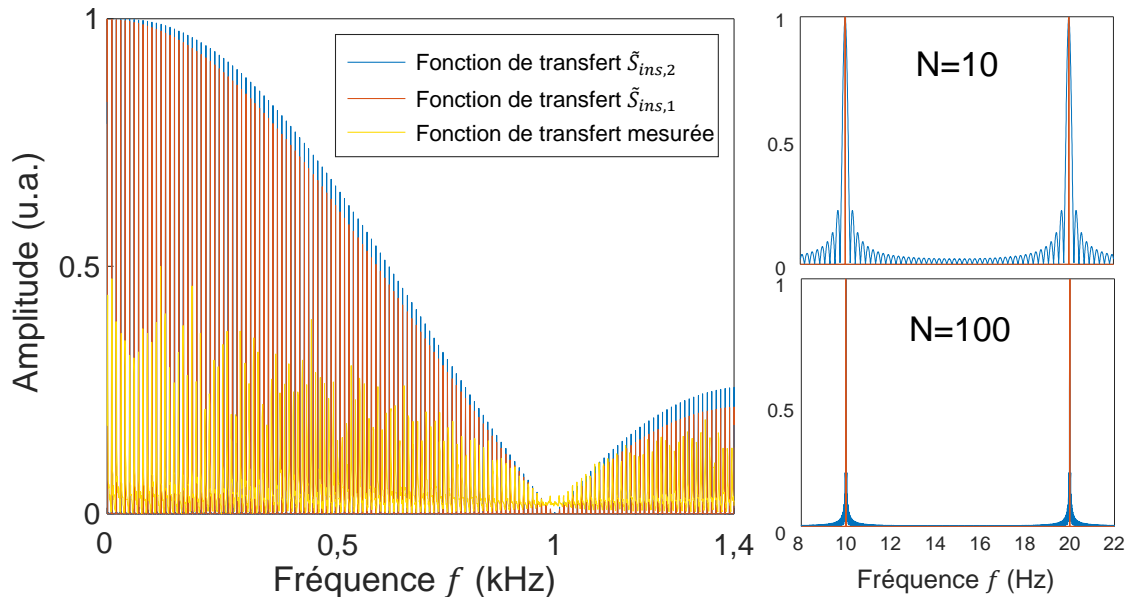 1
0.5
0
Amplitude (u.a.)
Fonction de transfert S̃ins,2
Fonction de transfert S̃ins,1
Fonction de transfert mesurée
0
0,5
1
1,4
Fréquence f (kHz)
1
0.5
0
N=10
1
0.5
0
N=100
8 10 12 14 16 18 20 22
Fréquence f (Hz)